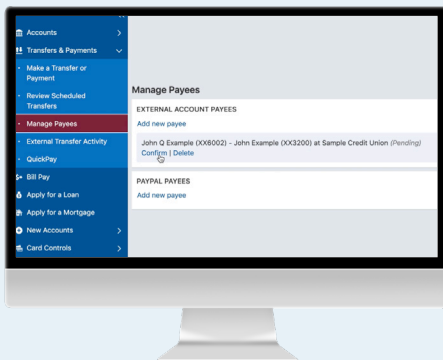 Accounts
Transfers & Payments
Make a Transfer or
Payment
Review Scheduled
Transfers
Manage Payees
External Transfer Activity
QuickPay
Bill Pay
Apply for a Loan
Apply for a Mortgage
New Accounts
Card Controls
Manage Payees
EXTERNAL ACCOUNT PAYEES
Add new payee
John Q Example (XX6002) - John Example (XX3200) at Sample Credit Union (Pending)
Confirm | Delete
PAYPAL PAYEES
Add new payee